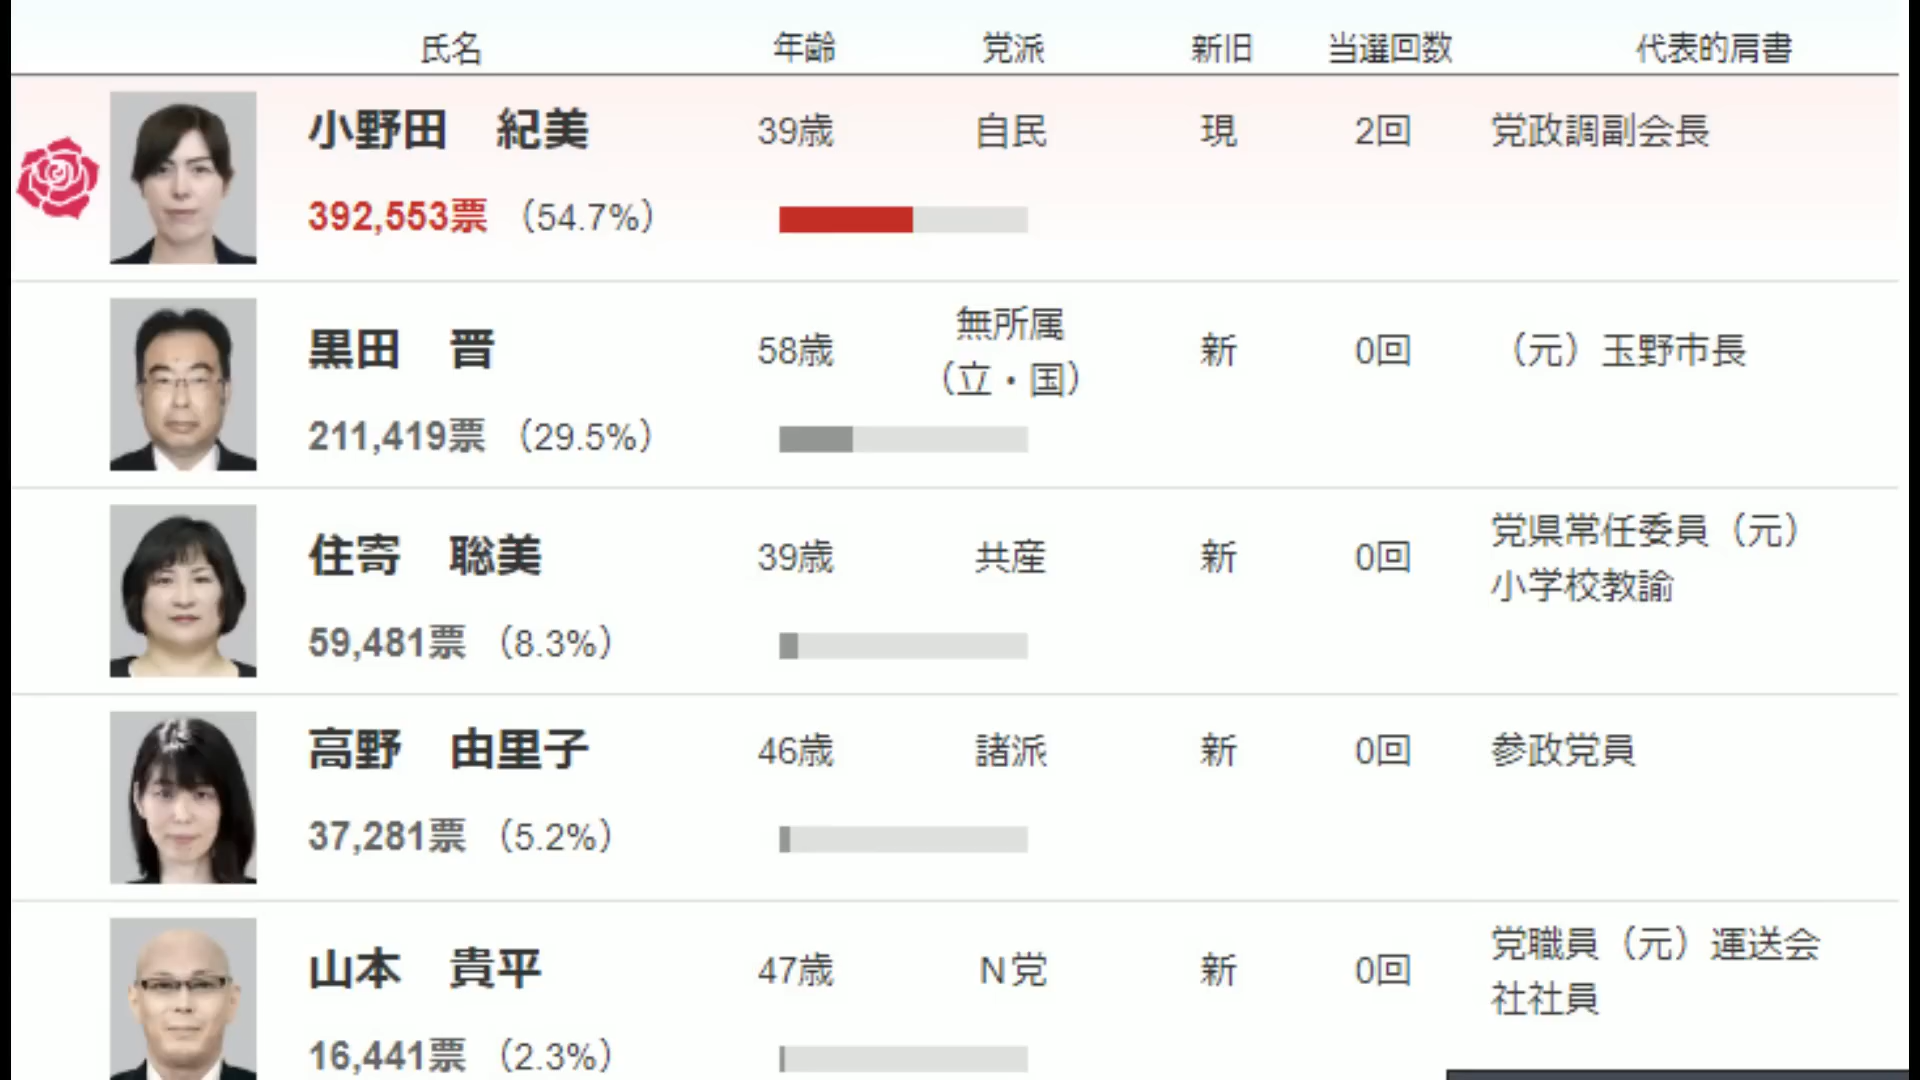 氏名 年齢 党派 新旧 当選回数 代表的肩書
小野田 紀美 39歳 自民 現 2回 党政調副会長
392,553票 (54.7%)
黒田 晋 58歳 無所属 (立・国) 新 0回 (元) 玉野市長
211,419票 (29.5%)
住寄 聡美 39歳 共産 新 0回 党県常任委員 (元) 小学校教諭
59,481票 (8.3%)
高野 由里子 46歳 諸派 新 0回 参政党員
37,281票 (5.2%)
山本 貴平 47歳 N党 新 0回 党職員 (元) 運送会社社員
16,441票 (2.3%)